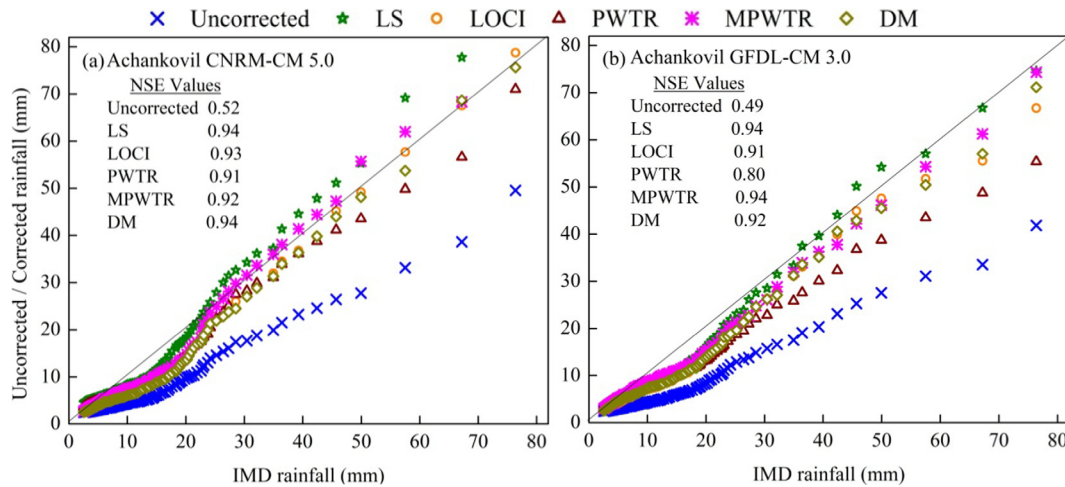 Uncorrected LS LOCI PWTR MPWTR DM
Uncorrected / Corrected rainfall (mm)
80
70
60
50
40
30
20
10
0
(a) Achankovil CNRM-CM 5.0
NSE Values
Uncorrected 0.52
LS 0.94
LOCI 0.93
PWTR 0.91
MPWTR 0.92
DM 0.94
0 10 20 30 40 50 60 70 80
IMD rainfall (mm)
80
70
60
50
40
30
20
10
0
(b) Achankovil GFDL-CM 3.0
NSE Values
Uncorrected 0.49
LS 0.94
LOCI 0.91
PWTR 0.80
MPWTR 0.94
DM 0.92
0 10 20 30 40 50 60 70 80
IMD rainfall (mm)